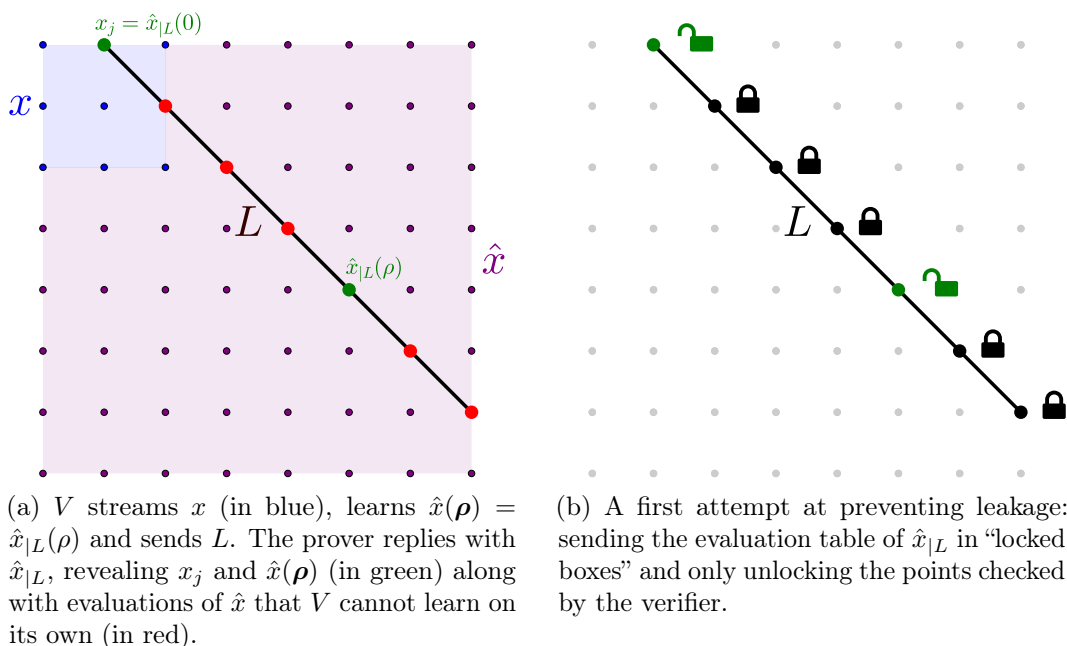 x_j = x̂_{|L}(0)
x
L
x̂_{|L}(ρ)
x̂
L
(a) V streams x (in blue), learns x̂(𝝆) =
x̂_{|L}(ρ) and sends L. The prover replies with
x̂_{|L}, revealing x_j and x̂(𝝆) (in green) along
with evaluations of x̂ that V cannot learn on
its own (in red).
(b) A first attempt at preventing leakage:
sending the evaluation table of x̂_{|L} in “locked
boxes” and only unlocking the points checked
by the verifier.